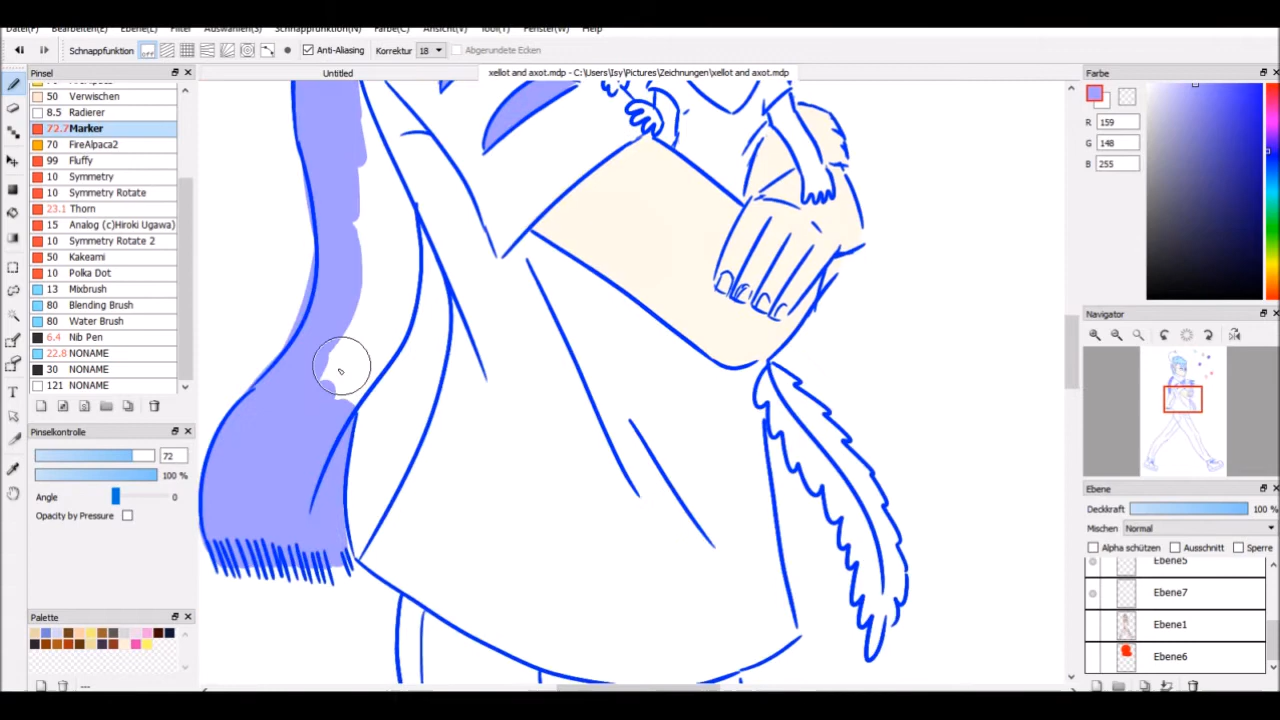 Datei(F) Bearbeiten(E) Ebene(L) Filter Auswählen(S) Schnappfunktion(N) Farbe(C) Ansicht(V) Tool(T) Fenster(W) Help
Schnappfunktion off Anti-Aliasing Korrektur 18 Abgerundete Ecken
Pinsel
Untitled
xellot and axot.mdp - C:\Users\Isy\Pictures\Zeichnungen\xellot and axot.mdp
Farbe
50 Verwischen
8.5 Radierer
72.7 Marker
70 FireAlpaca2
99 Fluffy
10 Symmetry
10 Symmetry Rotate
23.1 Thorn
15 Analog (c)Hiroki Ugawa)
10 Symmetry Rotate 2
50 Kakeami
10 Polka Dot
13 Mixbrush
80 Blending Brush
80 Water Brush
6.4 Nib Pen
22.8 NONAME
30 NONAME
121 NONAME
Pinselkontrolle
72
100 %
Angle 0
Opacity by Pressure
Palette
---
R 159
G 148
B 255
Navigator
Ebene
Deckkraft 100 %
Mischen Normal
Alpha schützen Ausschnitt Sperre
Ebene5
Ebene7
Ebene1
Ebene6